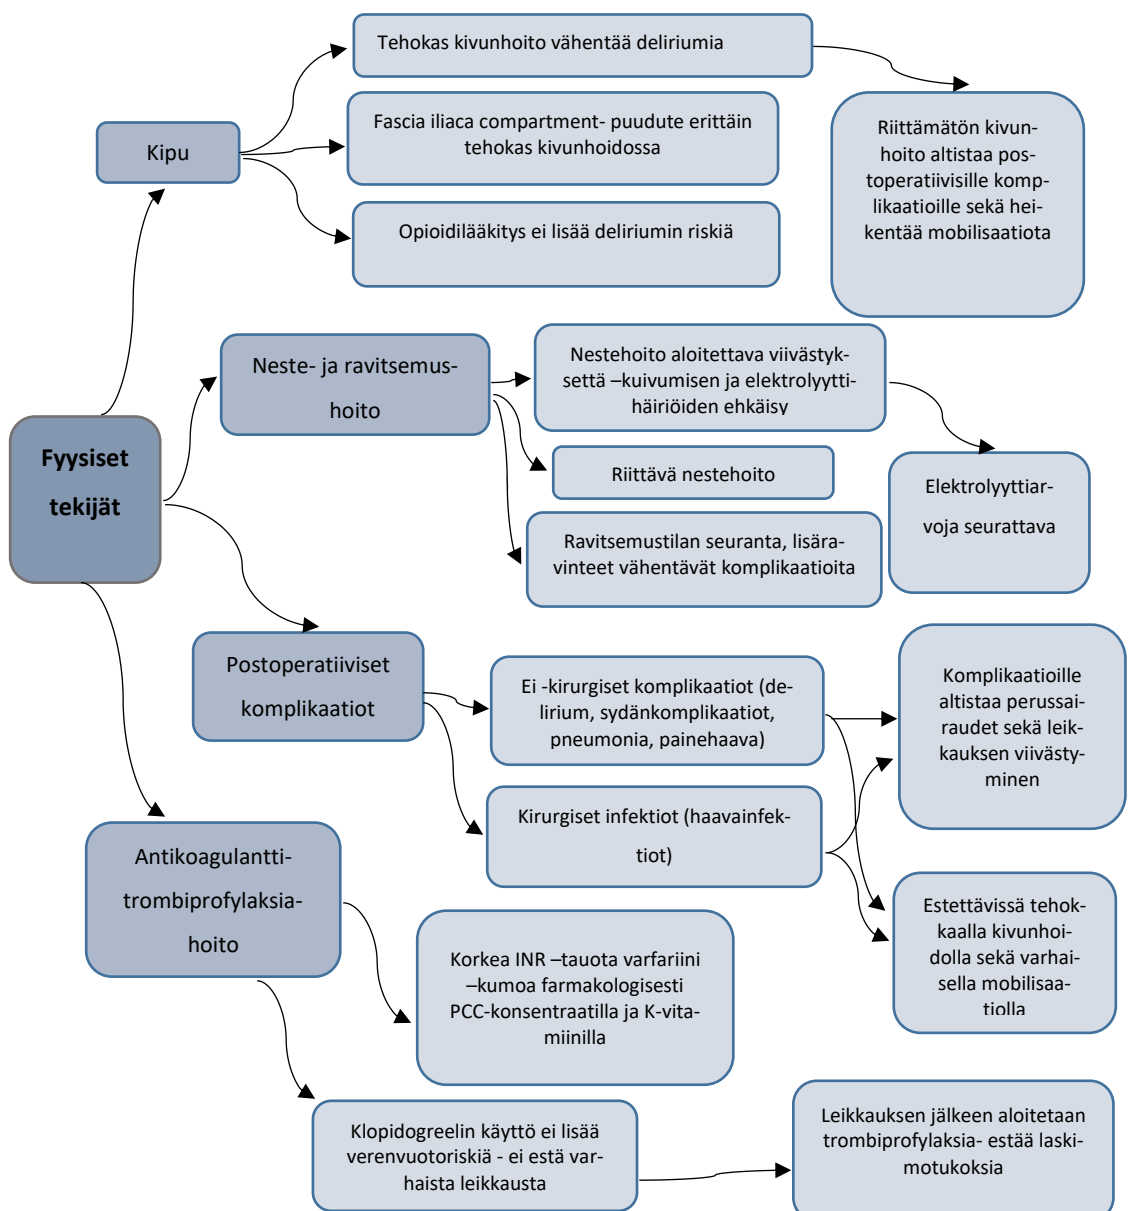 Tehokas kivunhoito vähentää deliriumia
Kipu
Fascia iliaca compartment- puudute erittäin
tehokas kivunhoidossa
Opioidilääkitys ei lisää deliriumin riskiä
Riittämätön kivun-
hoito altistaa pos-
toperatiivisille komp-
likaatioille sekä hei-
kentää mobilisaatiota
Fyysiset
tekijät
Neste- ja ravitsemus-
hoito
Nestehoito aloitettava viivästyk-
settä –kuivumisen ja elektrolyytti-
häiriöiden ehkäisy
Riittävä nestehoito
Ravitsemustilan seuranta, lisära-
vinteet vähentävät komplikaatioita
Elektrolyyttiar-
voja seurattava
Postoperatiiviset
komplikaatiot
Ei -kirurgiset komplikaatiot (de-
lirium, sydänkomplikaatiot,
pneumonia, painehaava)
Kirurgiset infektiot (haavainfek-
tiot)
Komplikaatioille
altistaa perussai-
raudet sekä leik-
kauksen viivästy-
minen
Estettävissä tehok-
kaalla kivunhoi-
dolla sekä varhai-
sella mobilisaa-
tiolla
Antikoagulantti-
trombiprofylaksia-
hoito
Korkea INR –tauota varfariini
–kumoa farmakologisesti
PCC-konsentraatilla ja K-vita-
miinilla
Klopidogreelin käyttö ei lisää
verenvuotoriskiä - ei estä var-
haista leikkausta
Leikkauksen jälkeen aloitetaan
trombiprofylaksia- estää laski-
motukoksia